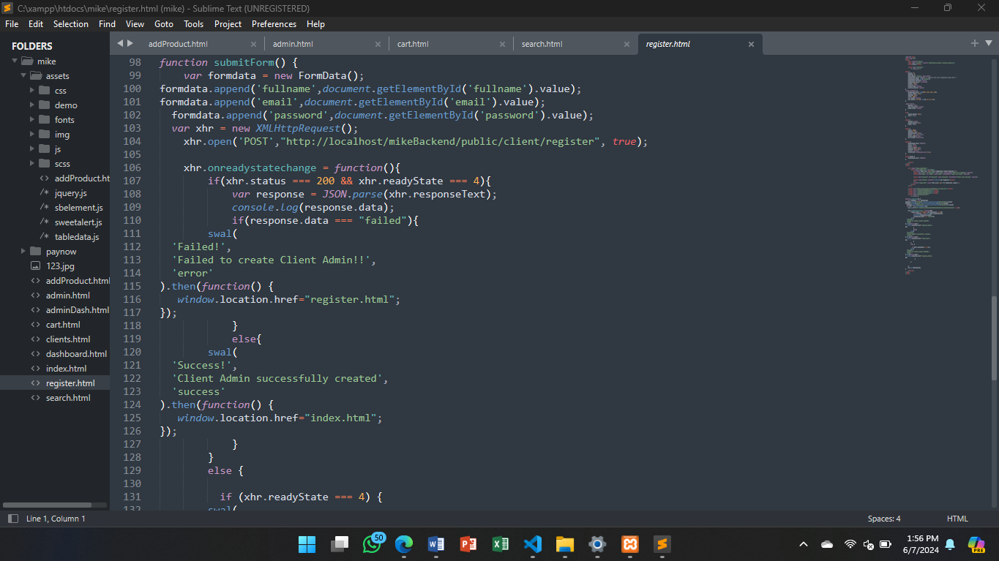 C:\xampp\htdocs\mike\register.html (mike) - Sublime Text (UNREGISTERED)
File Edit Selection Find View Goto Tools Project Preferences Help
FOLDERS
mike
assets
css
demo
fonts
img
js
scss
addProduct.ht
jquery.js
sbelement.js
sweetalert.js
tabledata.js
paynow
123.jpg
addProduct.html
admin.html
adminDash.html
cart.html
clients.html
dashboard.html
index.html
register.html
search.html
addProduct.html admin.html cart.html search.html register.html
98 function submitForm() {
99 var formdata = new FormData();
100 formdata.append('fullname',document.getElementById('fullname').value);
101 formdata.append('email',document.getElementById('email').value);
102 formdata.append('password',document.getElementById('password').value);
103 var xhr = new XMLHttpRequest();
104 xhr.open('POST',"http://localhost/mikeBackend/public/client/register", true);
105
106 xhr.onreadystatechange = function(){
107 if(xhr.status === 200 && xhr.readyState === 4){
108 var response = JSON.parse(xhr.responseText);
109 console.log(response.data);
110 if(response.data === "failed"){
111 swal(
112 'Failed!',
113 'Failed to create Client Admin!!',
114 'error'
115 ).then(function() {
116 window.location.href="register.html";
117 });
118 }
119 else{
120 swal(
121 'Success!',
122 'Client Admin successfully created',
123 'success'
124 ).then(function() {
125 window.location.href="index.html";
126 });
127 }
128 }
129 else {
130
131 if (xhr.readyState === 4) {
132 swal(
Line 1, Column 1
Spaces: 4 HTML
50
1:56 PM
6/7/2024
PRE